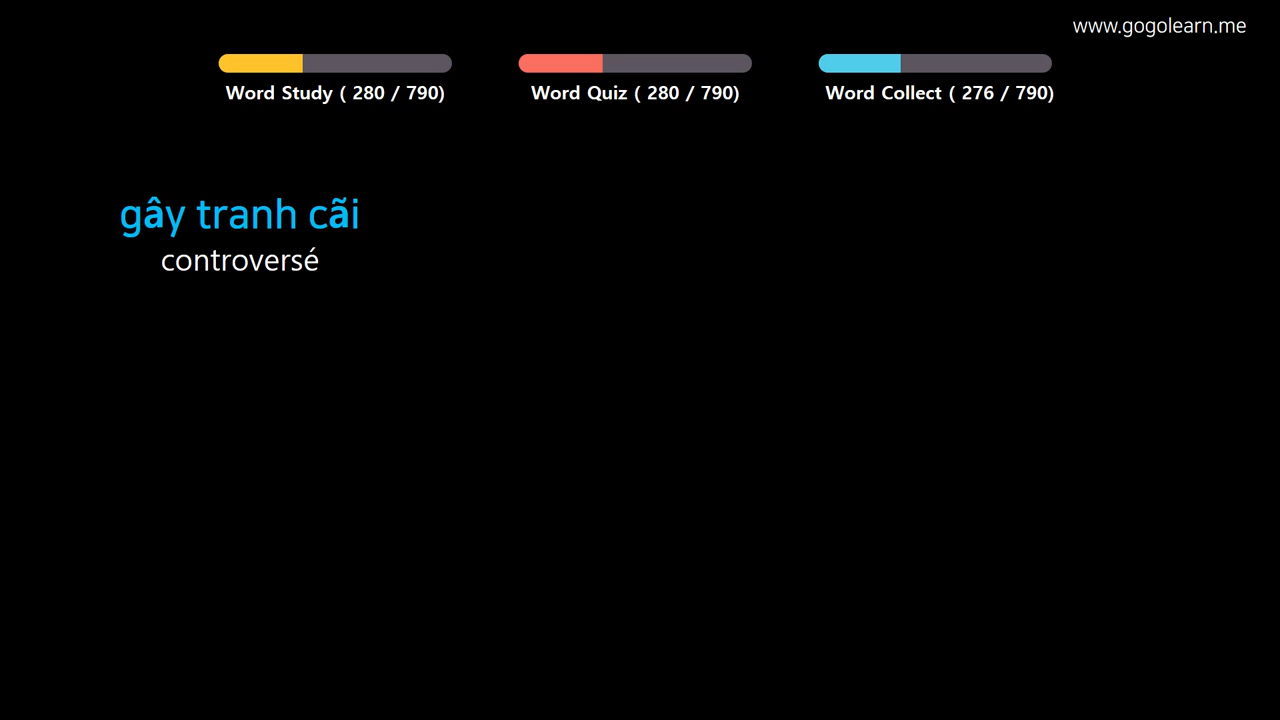 www.gogolearn.me
Word Study ( 280 / 790)
Word Quiz ( 280 / 790)
Word Collect ( 276 / 790)
gây tranh cãi
controversé